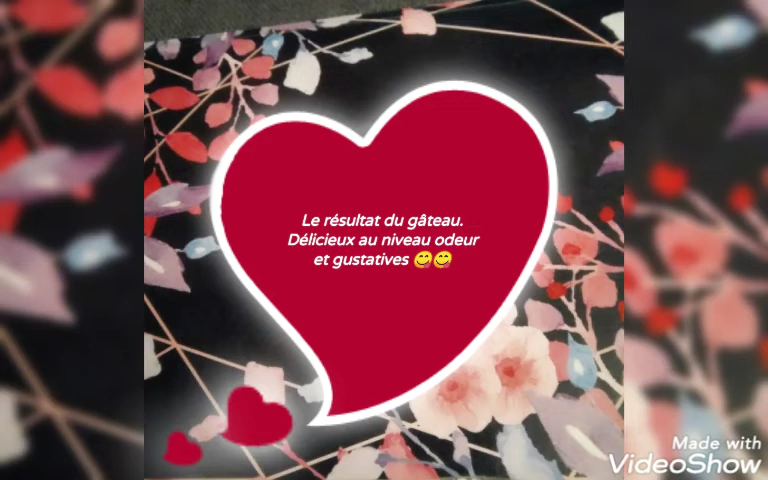 Le résultat du gâteau.
Délicieux au niveau odeur
et gustatives 😋😋
Made with
VideoShow